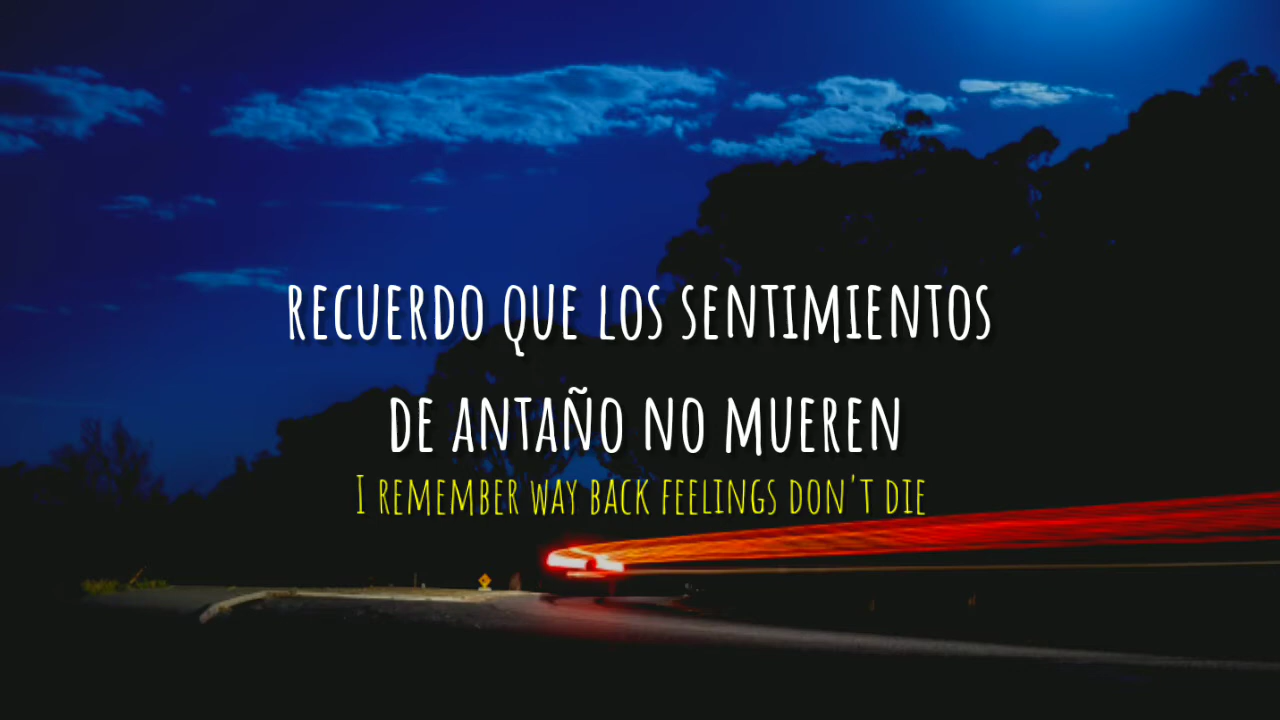 RECUERDO QUE LOS SENTIMIENTOS
DE ANTAÑO NO MUEREN
I REMEMBER WAY BACK FEELINGS DON'T DIE